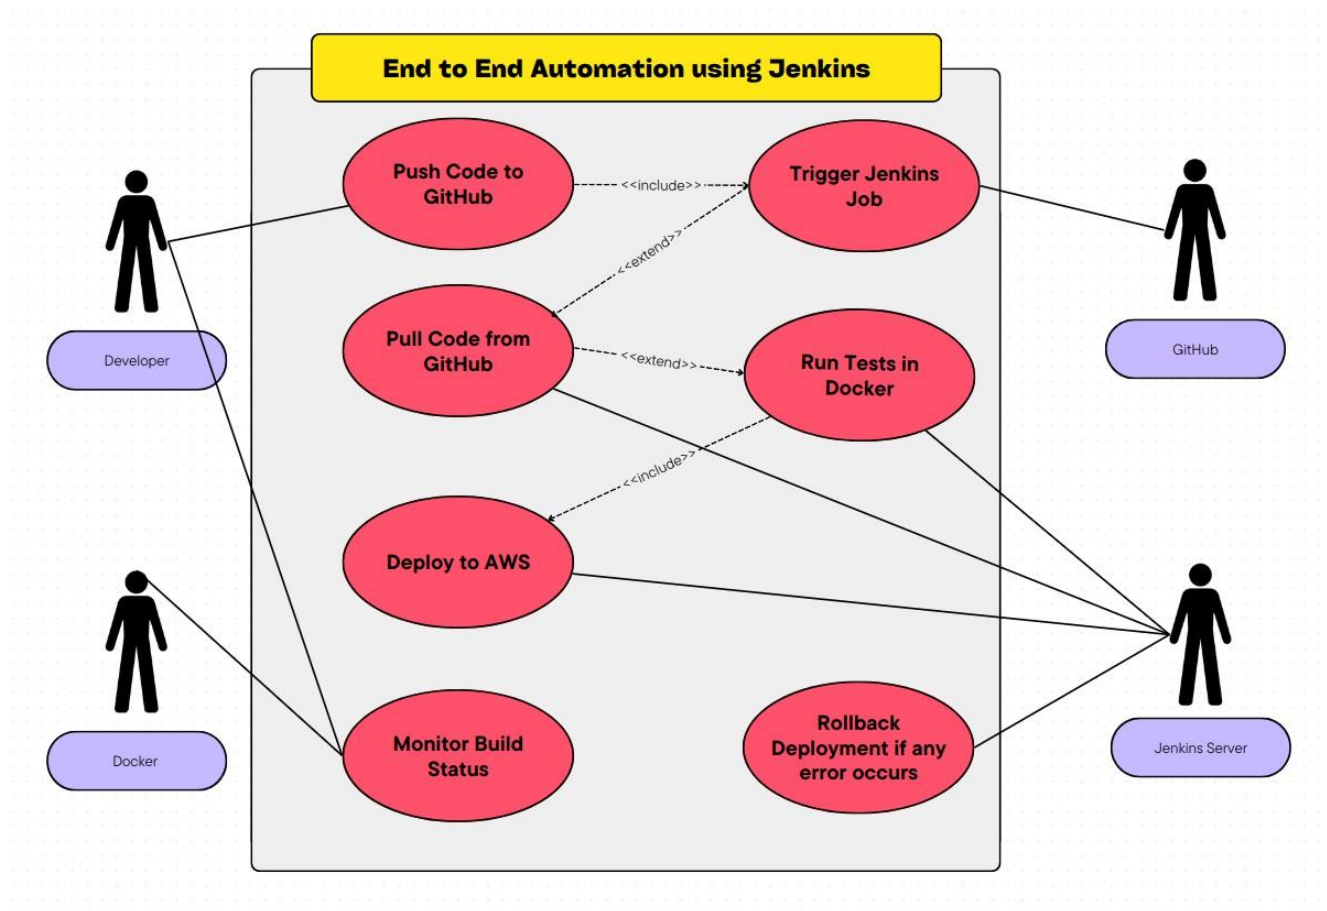 End to End Automation using Jenkins
Push Code to
GitHub
<<include>>
Trigger Jenkins
Job
<<extend>>
Developer
Pull Code from
GitHub
<<extend>>
Run Tests in
Docker
GitHub
<<include>>
Deploy to AWS
Docker
Monitor Build
Status
Rollback
Deployment if any
error occurs
Jenkins Server